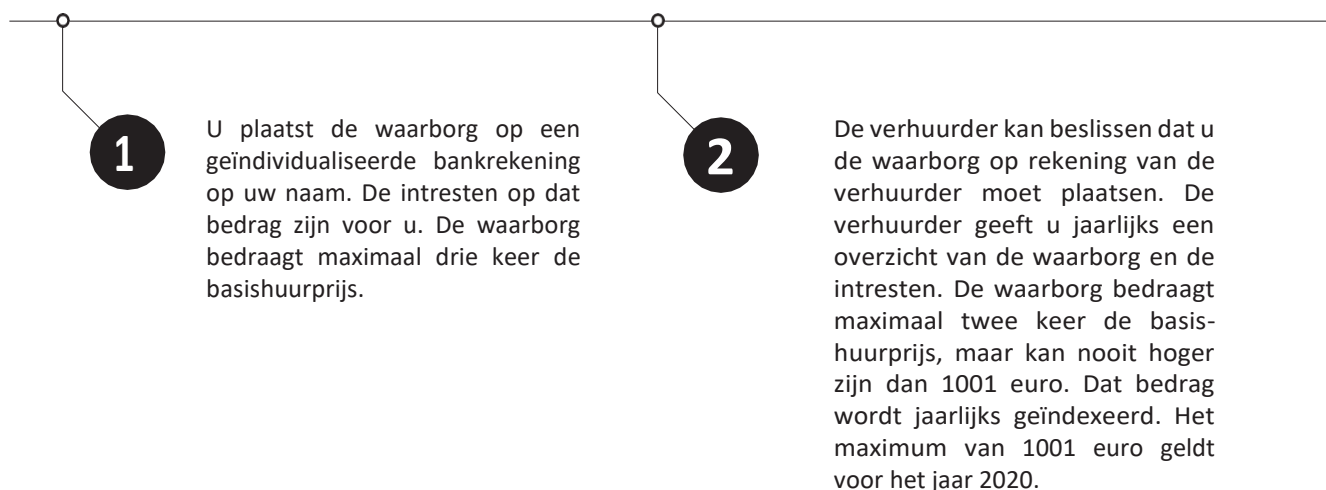 1
U plaatst de waarborg op een
geïndividualiseerde bankrekening
op uw naam. De intresten op dat
bedrag zijn voor u. De waarborg
bedraagt maximaal drie keer de
basishuurprijs.
2
De verhuurder kan beslissen dat u
de waarborg op rekening van de
verhuurder moet plaatsen. De
verhuurder geeft u jaarlijks een
overzicht van de waarborg en de
intresten. De waarborg bedraagt
maximaal twee keer de basis-
huurprijs, maar kan nooit hoger
zijn dan 1001 euro. Dat bedrag
wordt jaarlijks geïndexeerd. Het
maximum van 1001 euro geldt
voor het jaar 2020.